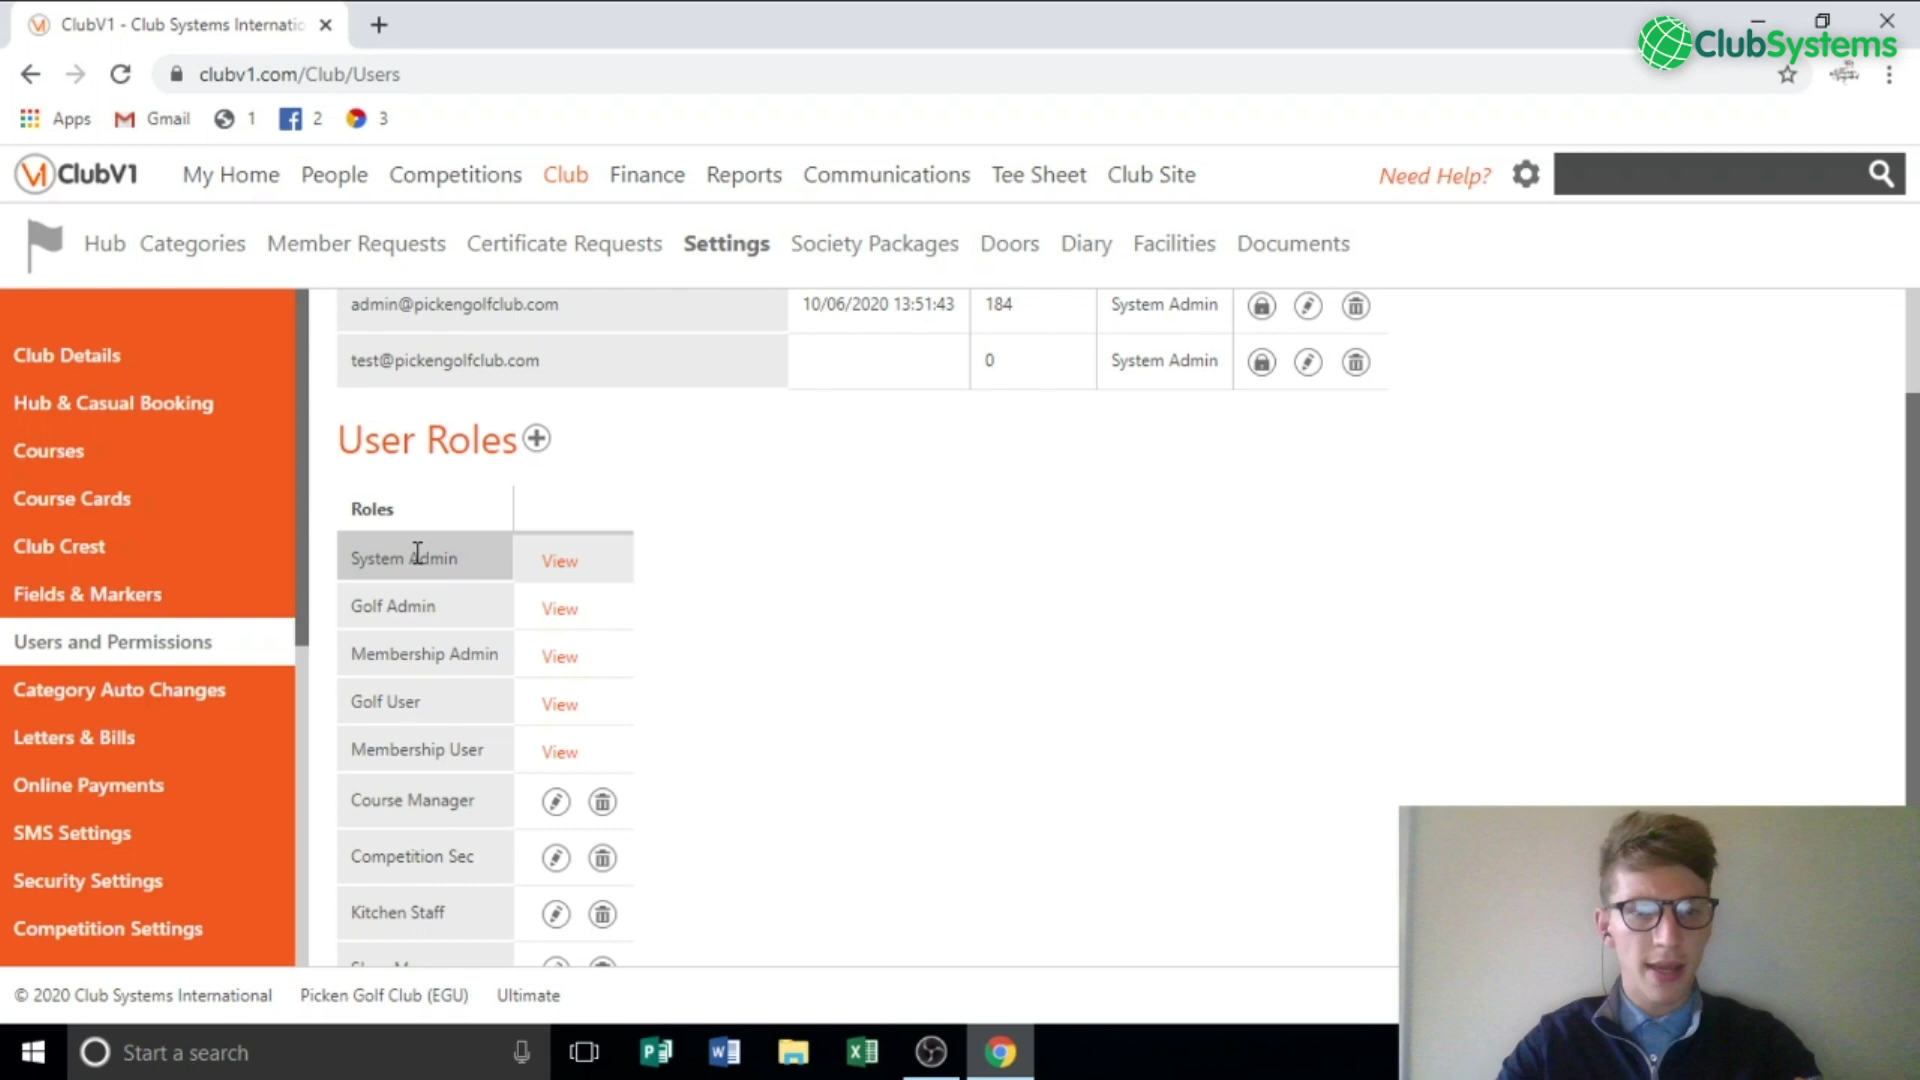 ClubV1 - Club Systems Internatio
ClubSystems
clubv1.com/Club/Users
Apps Gmail 1 2 3
ClubV1 My Home People Competitions Club Finance Reports Communications Tee Sheet Club Site Need Help?
Hub Categories Member Requests Certificate Requests Settings Society Packages Doors Diary Facilities Documents
Club Details
Hub & Casual Booking
Courses
Course Cards
Club Crest
Fields & Markers
Users and Permissions
Category Auto Changes
Letters & Bills
Online Payments
SMS Settings
Security Settings
Competition Settings
admin@pickengolfclub.com 10/06/2020 13:51:43 184 System Admin
test@pickengolfclub.com 0 System Admin
User Roles
Roles
System Admin View
Golf Admin View
Membership Admin View
Golf User View
Membership User View
Course Manager
Competition Sec
Kitchen Staff
© 2020 Club Systems International Picken Golf Club (EGU) Ultimate
Start a search